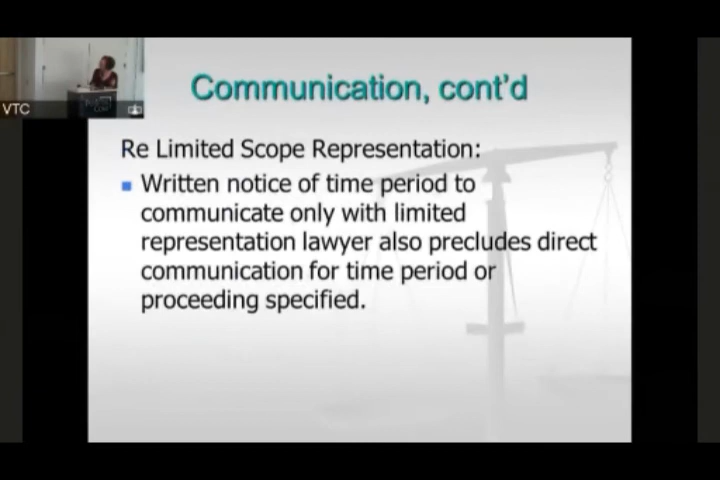 Communication, cont'd
VTC
Re Limited Scope Representation:
Written notice of time period to
communicate only with limited
representation lawyer also precludes direct
communication for time period or
proceeding specified.